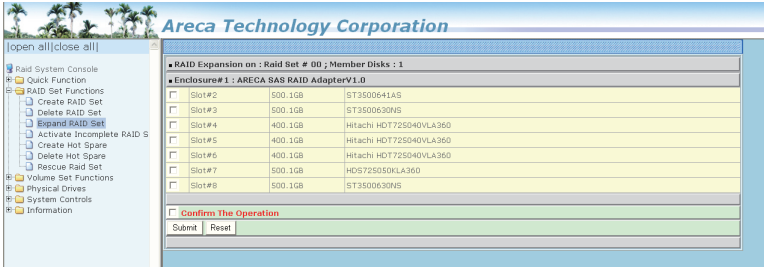 Areca Technology Corporation
|open all|close all|
Raid System Console
Quick Function
RAID Set Functions
Create RAID Set
Delete RAID Set
Expand RAID Set
Activate Incomplete RAID S
Create Hot Spare
Delete Hot Spare
Rescue Raid Set
Volume Set Functions
Physical Drives
System Controls
Information
RAID Expansion on : Raid Set # 00 ; Member Disks : 1
Enclosure#1 : ARECA SAS RAID AdapterV1.0
Slot#2 500.1GB ST3500641AS
Slot#3 500.1GB ST3500630NS
Slot#4 400.1GB Hitachi HDT725040VLA360
Slot#5 400.1GB Hitachi HDT725040VLA360
Slot#6 400.1GB Hitachi HDT725040VLA360
Slot#7 500.1GB HDS725050KLA360
Slot#8 500.1GB ST3500630NS
Confirm The Operation
Submit Reset